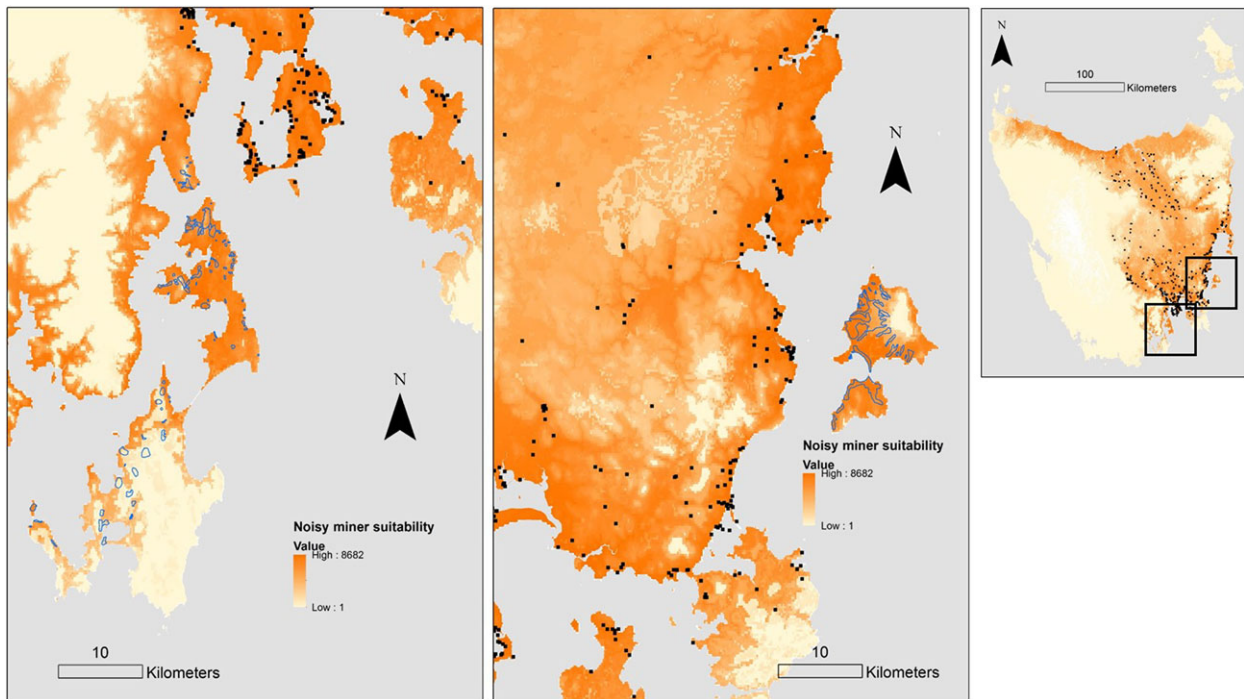 N
Noisy miner suitability
Value
High : 8682
Low : 1
10
Kilometers
N
Noisy miner suitability
Value
High : 8682
Low : 1
10
Kilometers
N
100
Kilometers